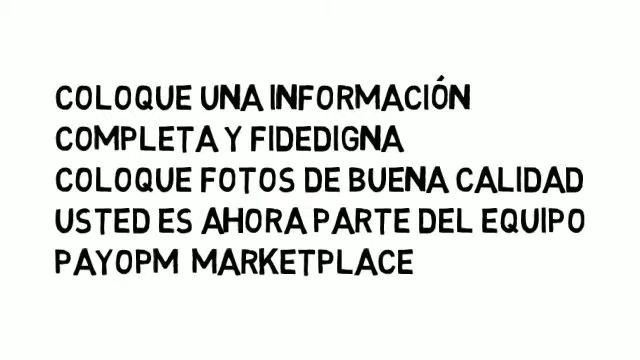 COLOQUE UNA INFORMACIÓN
COMPLETA Y FIDEDIGNA
COLOQUE FOTOS DE BUENA CALIDAD
USTED ES AHORA PARTE DEL EQUIPO
PAYOPM MARKETPLACE